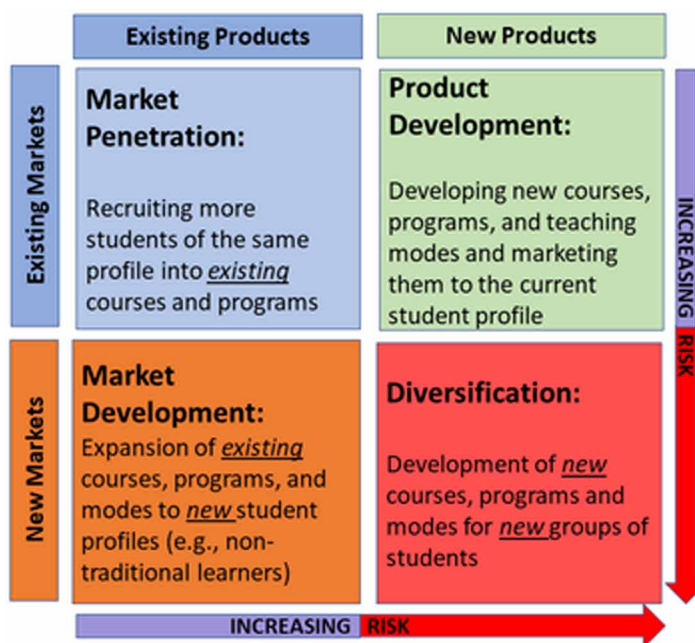 Existing Products
New Products
Existing Markets
Market
Penetration:
Recruiting more
students of the same
profile into existing
courses and programs
Product
Development:
Developing new courses,
programs, and teaching
modes and marketing
them to the current
student profile
INCREASING RISK
New Markets
Market
Development:
Expansion of existing
courses, programs, and
modes to new student
profiles (e.g., non-
traditional learners)
Diversification:
Development of new
courses, programs and
modes for new groups of
students
INCREASING RISK